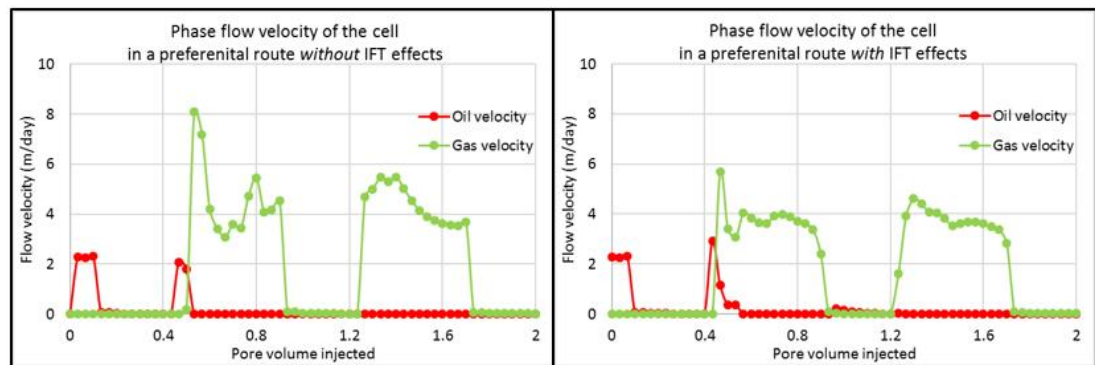 Phase flow velocity of the cell
in a preferenital route without IFT effects
10
8
6
4
2
0
Flow velocity (m/day)
Oil velocity
Gas velocity
0 0.4 0.8 1.2 1.6 2
Pore volume injected
Phase flow velocity of the cell
in a preferenital route with IFT effects
10
8
6
4
2
0
Flow velocity (m/day)
Oil velocity
Gas velocity
0 0.4 0.8 1.2 1.6 2
Pore volume injected